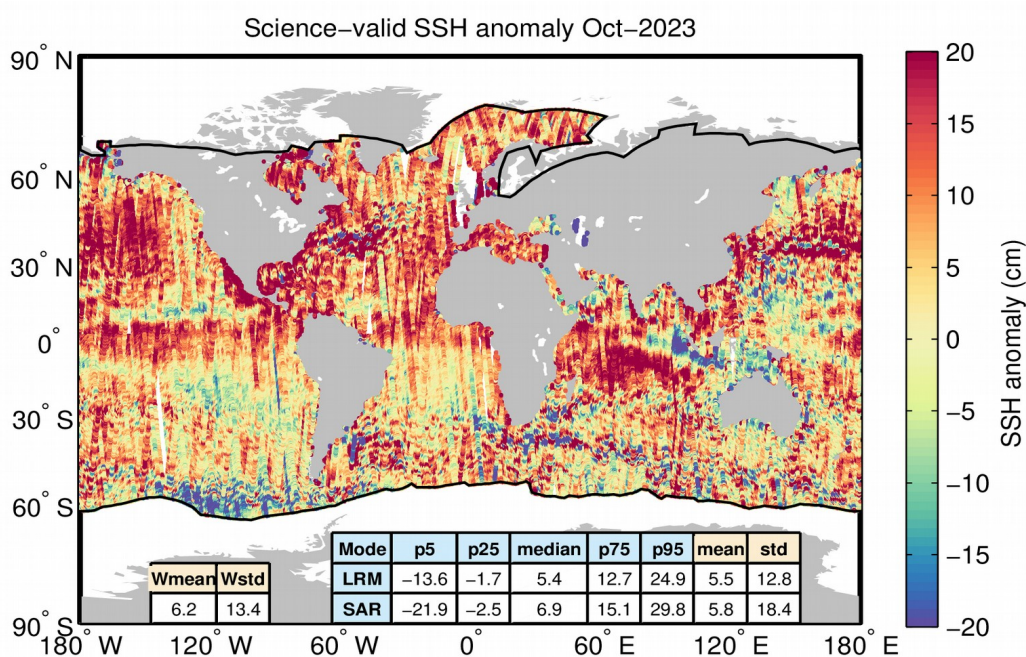 Science−valid SSH anomaly Oct−2023
90° N
60° N
30° N
0°
30° S
60° S
90° S
180° W
120° W
60° W
0°
60° E
120° E
180° E
20
15
10
5
0
−5
−10
−15
−20
SSH anomaly (cm)
Wmean Wstd
6.2 13.4
Mode p5 p25 median p75 p95 mean std
LRM −13.6 −1.7 5.4 12.7 24.9 5.5 12.8
SAR −21.9 −2.5 6.9 15.1 29.8 5.8 18.4